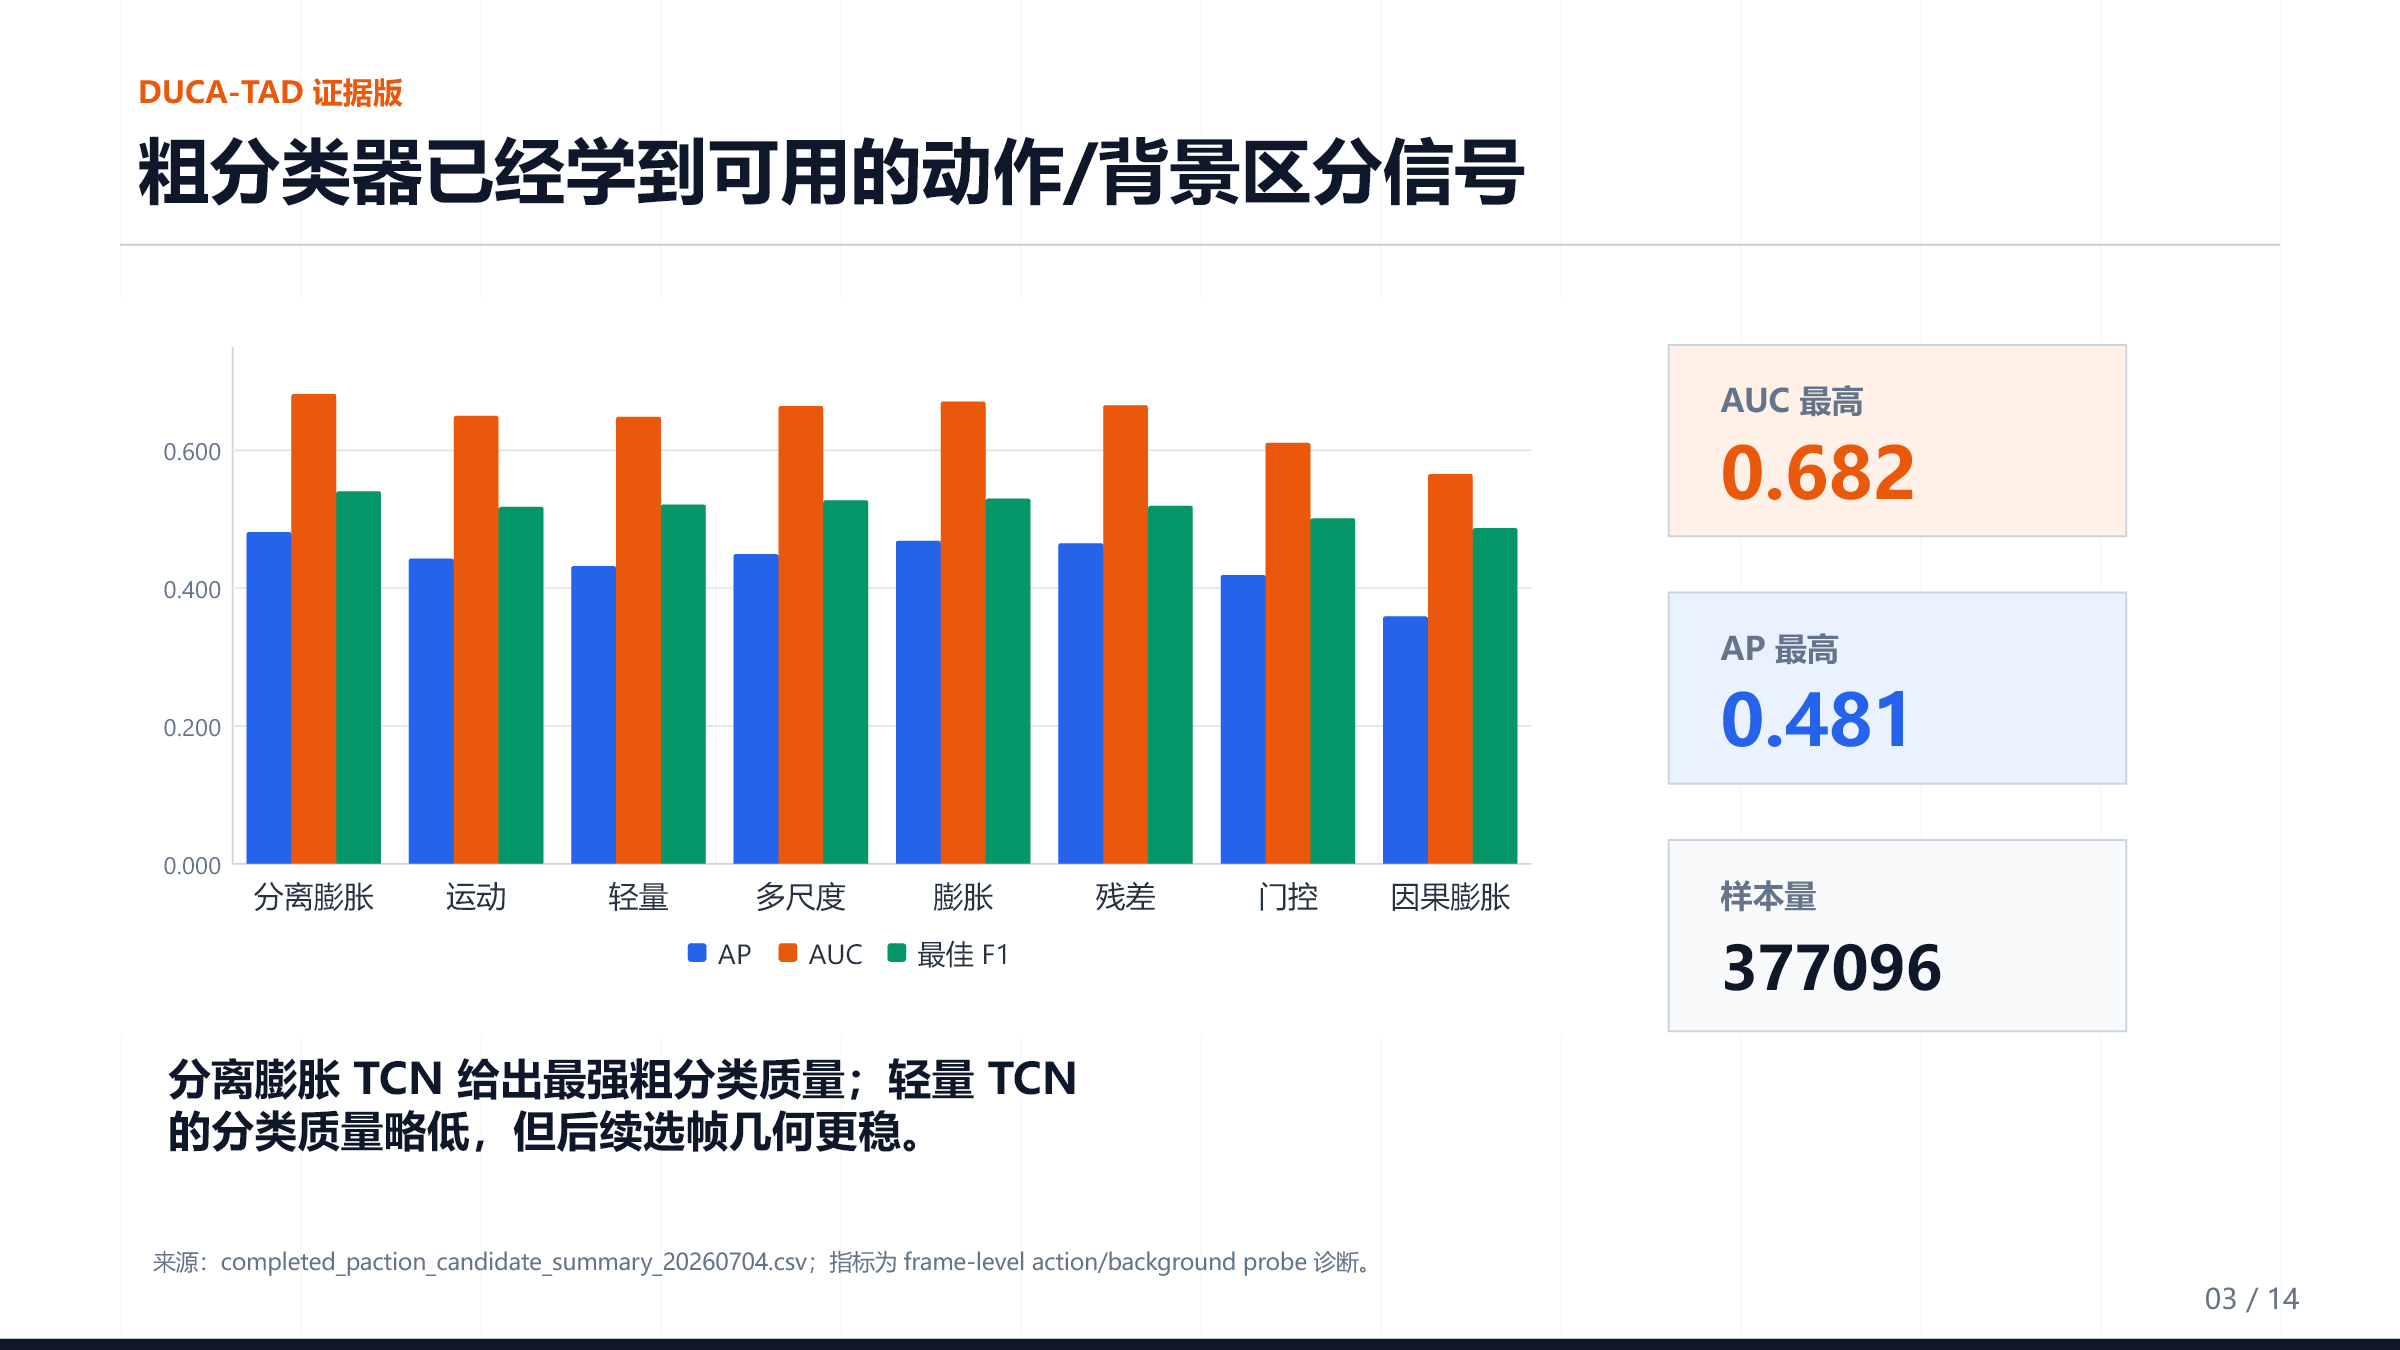 DUCA-TAD 证据版
粗分类器已经学到可用的动作/背景区分信号
0.600
0.400
0.200
0.000
分离膨胀
运动
轻量
多尺度
膨胀
残差
门控
因果膨胀
AP
AUC
最佳 F1
AUC 最高
0.682
AP 最高
0.481
样本量
377096
分离膨胀 TCN 给出最强粗分类质量；轻量 TCN
的分类质量略低，但后续选帧几何更稳。
来源：completed_paction_candidate_summary_20260704.csv；指标为 frame-level action/background probe 诊断。
03 / 14